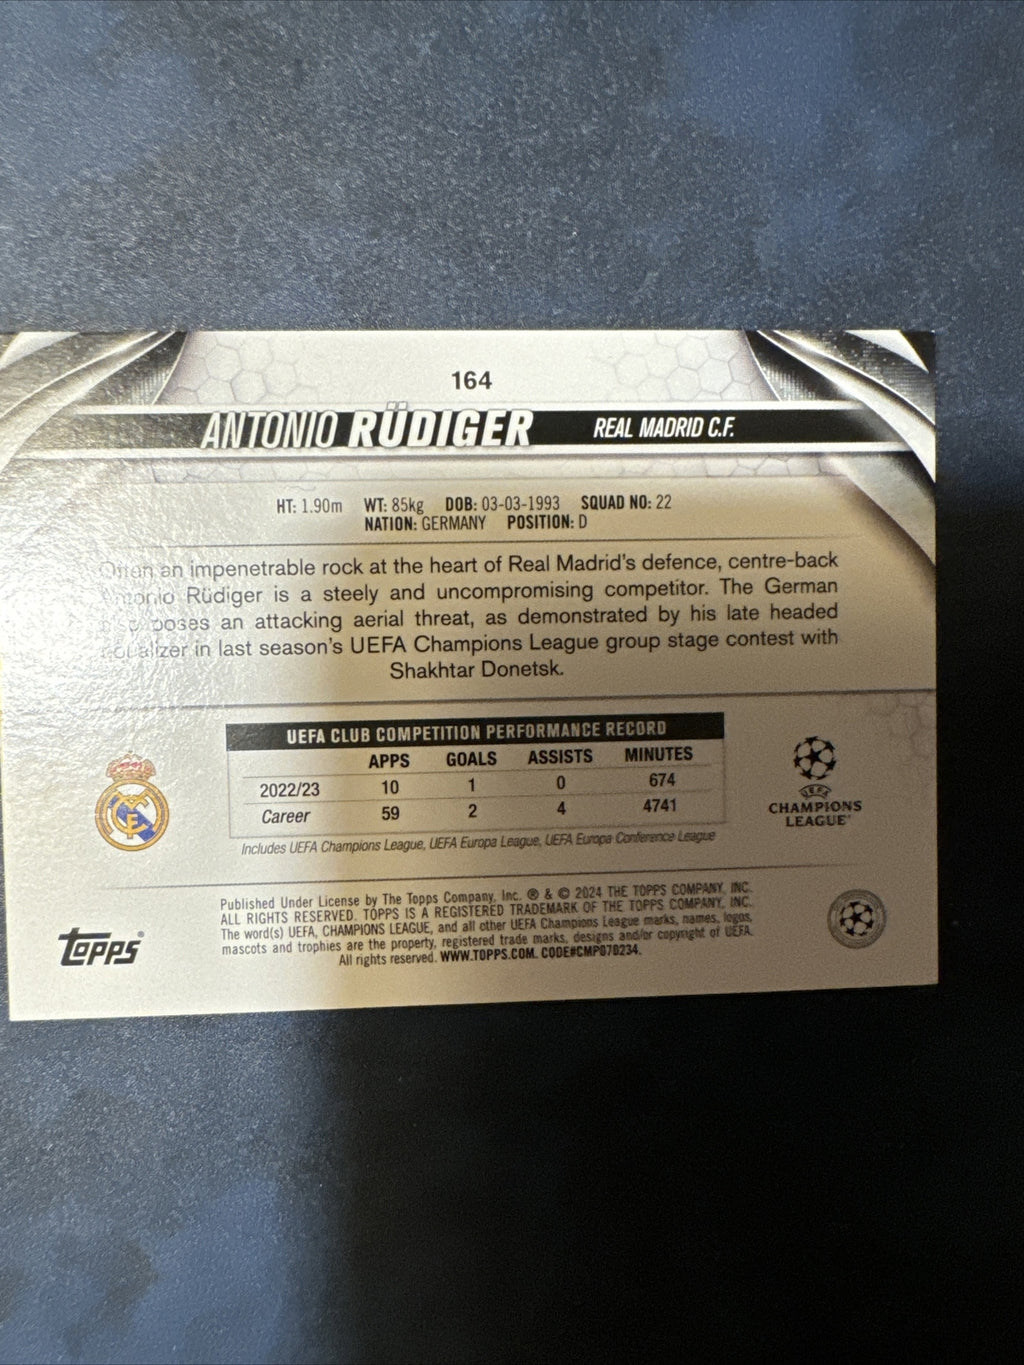 164
ANTONIO RÜDIGER REAL MADRID C.F.
HT: 1.90m WT: 85kg DOB: 03-03-1993 SQUAD NO: 22
NATION: GERMANY POSITION: D
Often an impenetrable rock at the heart of Real Madrid's defence, centre-back
Antonio Rüdiger is a steely and uncompromising competitor. The German
poses an attacking aerial threat, as demonstrated by his late headed
in last season's UEFA Champions League group stage contest with
Shakhtar Donetsk.
UEFA CLUB COMPETITION PERFORMANCE RECORD
APPS GOALS ASSISTS MINUTES
2022/23 10 1 0 674
Career 59 2 4 4741
Includes UEFA Champions League, UEFA Europa League, UEFA Europa Conference League
UEFA
CHAMPIONS
LEAGUE
Published Under License by The Topps Company, Inc. ® & © 2024 THE TOPPS COMPANY, INC.
ALL RIGHTS RESERVED. TOPPS IS A REGISTERED TRADEMARK OF THE TOPPS COMPANY, INC.
The word(s) UEFA, CHAMPIONS LEAGUE, and all other UEFA Champions League marks, names, logos,
mascots and trophies are the property, registered trade marks, designs and/or copyright of UEFA.
All rights reserved. WWW.TOPPS.COM. CODE#CMP070234.
Topps®